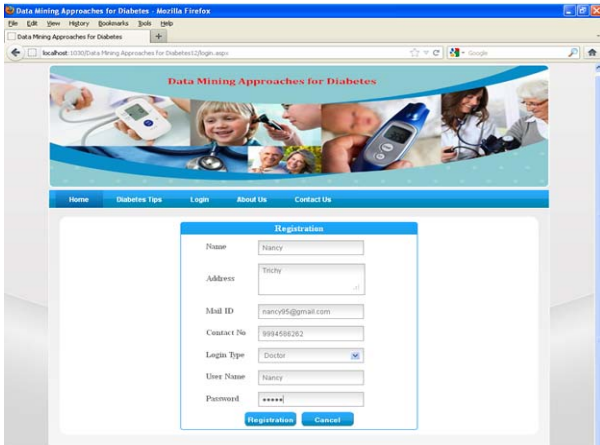 Data Mining Approaches for Diabetes - Mozilla Firefox
File Edit View History Bookmarks Tools Help
Data Mining Approaches for Diabetes
localhost:1030/Data Mining Approaches for Diabetes12/login.aspx
Google
Data Mining Approaches for Diabetes
Home Diabetes Tips Login About Us Contact Us
Registration
Name Nancy
Address Trichy
Mail ID nancy95@gmail.com
Contact No 9994586262
Login Type Doctor
User Name Nancy
Password •••••
Registration Cancel